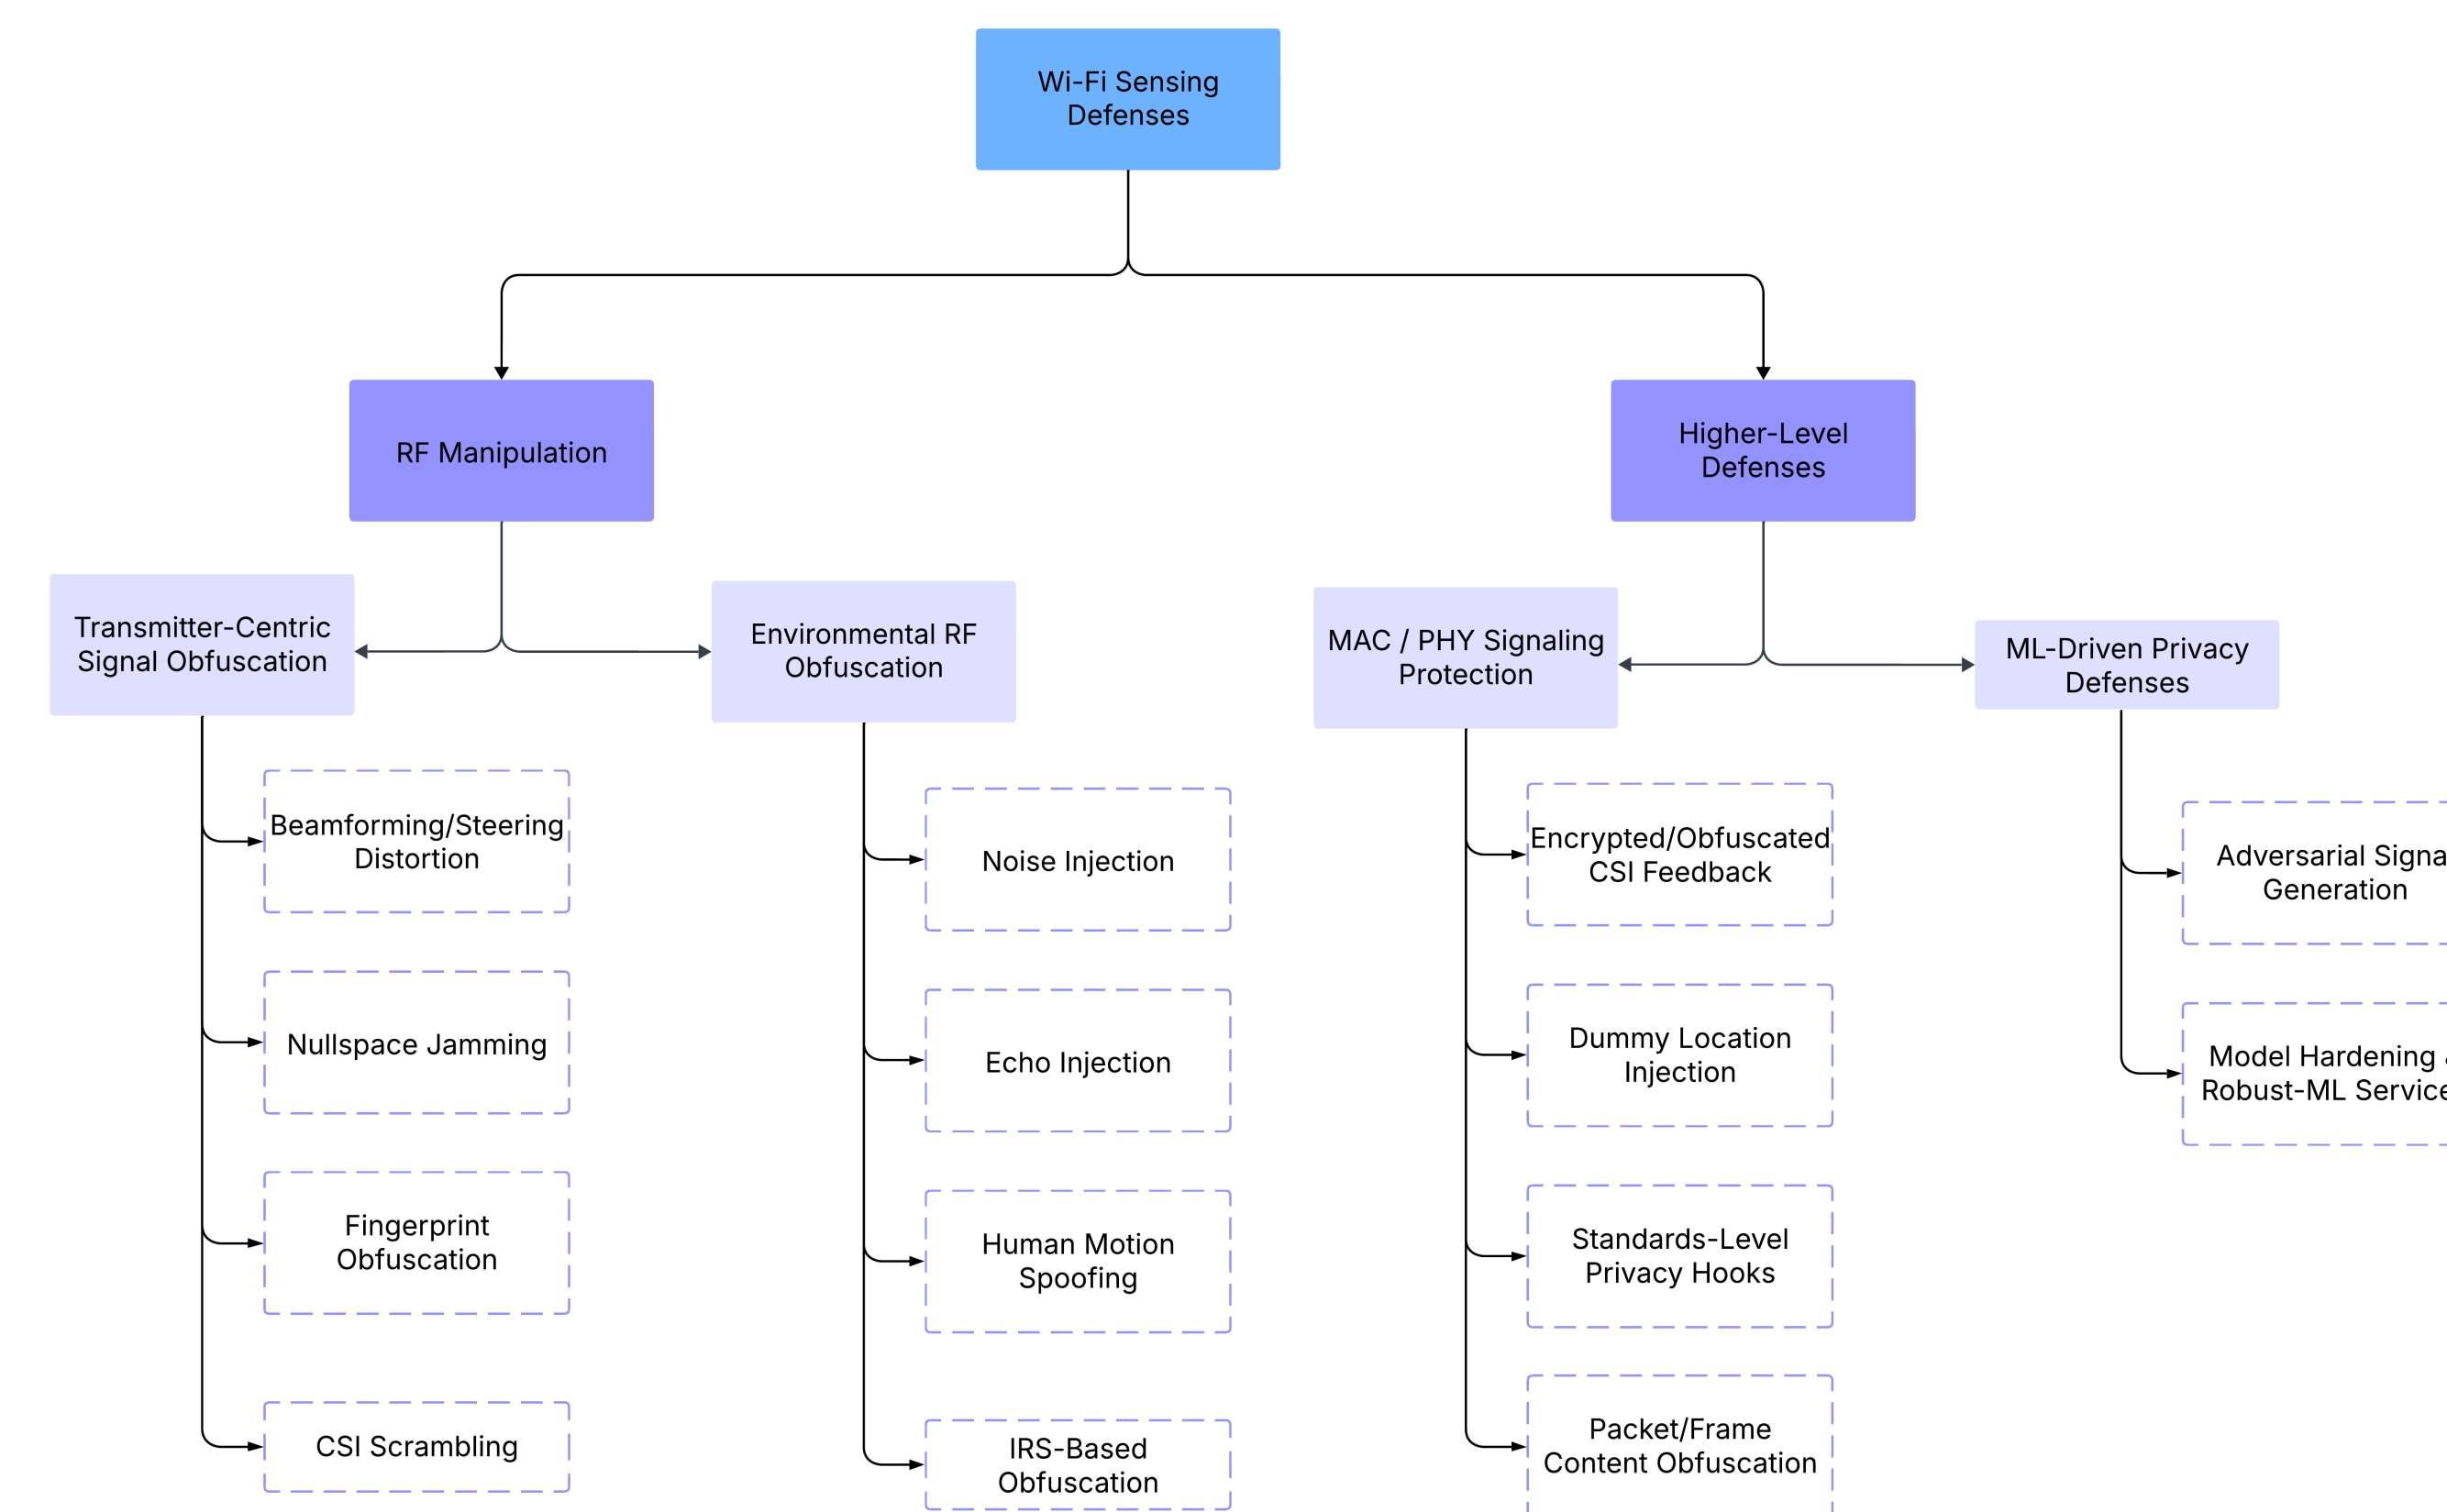 Wi-Fi Sensing
Defenses
RF Manipulation
Higher-Level
Defenses
Transmitter-Centric
Signal Obfuscation
Environmental RF
Obfuscation
MAC / PHY Signaling
Protection
ML-Driven Privacy
Defenses
Beamforming/Steering
Distortion
Nullspace Jamming
Fingerprint
Obfuscation
CSI Scrambling
Noise Injection
Echo Injection
Human Motion
Spoofing
IRS-Based
Obfuscation
Encrypted/Obfuscated
CSI Feedback
Dummy Location
Injection
Standards-Level
Privacy Hooks
Packet/Frame
Content Obfuscation
Adversarial
Generation
Model Hardening
Robust-ML